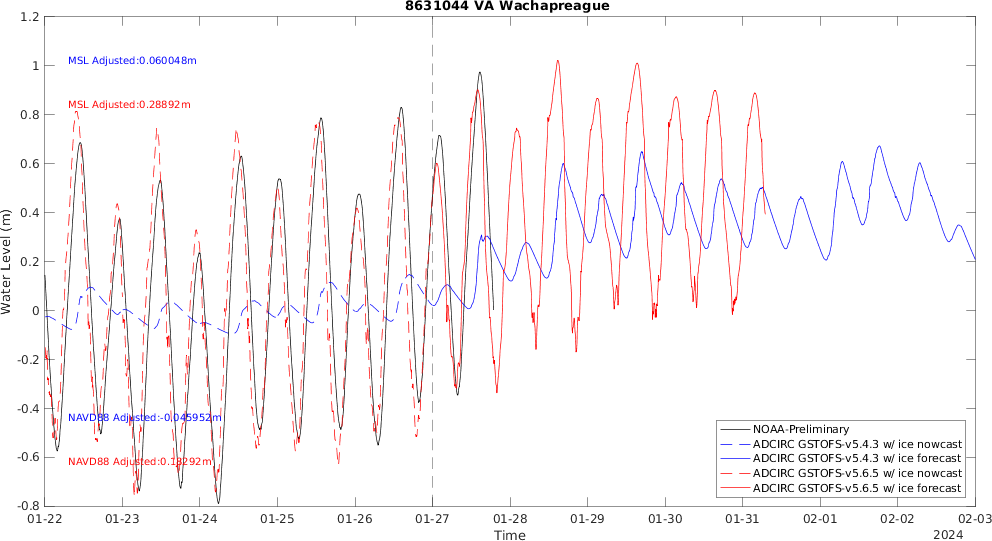 8631044 VA Wachapreague
1.2
1
0.8
0.6
0.4
0.2
0
-0.2
-0.4
-0.6
-0.8
Water Level (m)
MSL Adjusted:0.060048m
MSL Adjusted:0.28892m
NAVD88 Adjusted:-0.045952m
NAVD88 Adjusted:0.18292m
NOAA-Preliminary
ADCIRC GSTOFS-v5.4.3 w/ ice nowcast
ADCIRC GSTOFS-v5.4.3 w/ ice forecast
ADCIRC GSTOFS-v5.6.5 w/ ice nowcast
ADCIRC GSTOFS-v5.6.5 w/ ice forecast
01-22 01-23 01-24 01-25 01-26 01-27 01-28 01-29 01-30 01-31 02-01 02-02 02-03
Time
2024